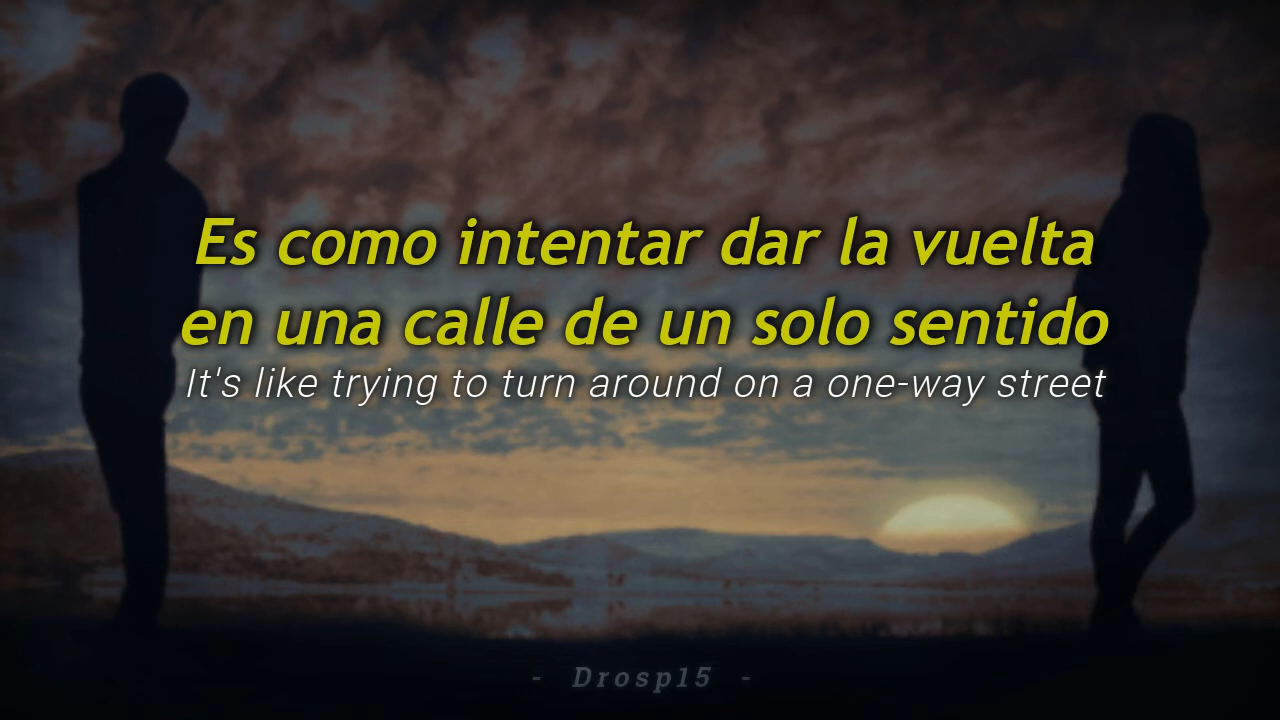 Es como intentar dar la vuelta
en una calle de un solo sentido
It's like trying to turn around on a one-way street
- Drosp15 -